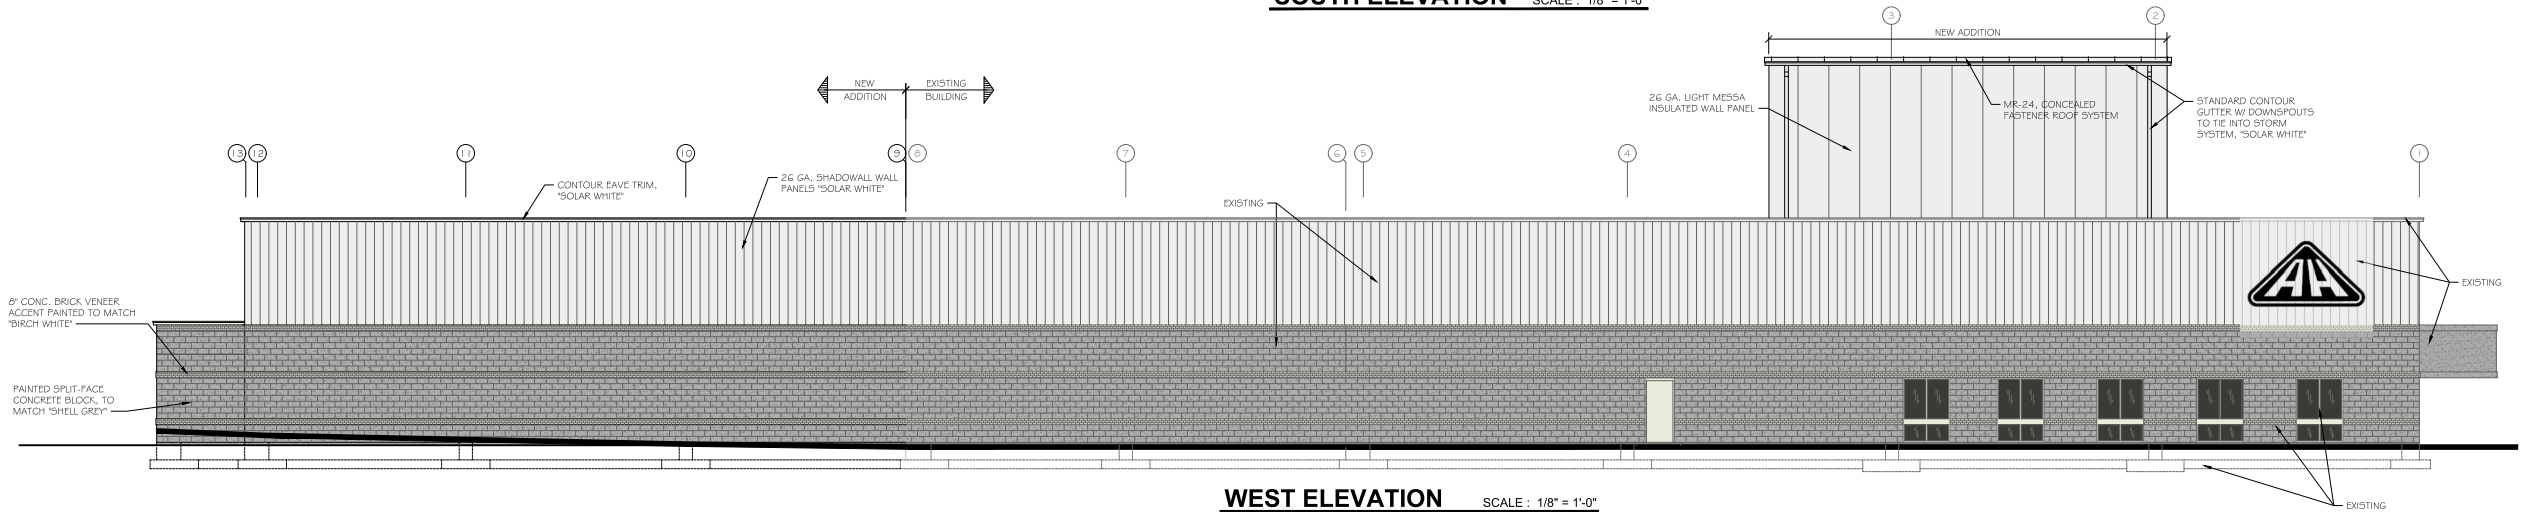 SOUTH ELEVATION SCALE : 1/8" = 1'-0"
3
2
NEW ADDITION
NEW
ADDITION
EXISTING
BUILDING
26 GA. LIGHT MESSA
INSULATED WALL PANEL
MR-24, CONCEALED
FASTENER ROOF SYSTEM
STANDARD CONTOUR
GUTTER W/ DOWNSPOUTS
TO TIE INTO STORM
SYSTEM, "SOLAR WHITE"
13
12
11
10
9
8
7
6
5
4
1
CONTOUR EAVE TRIM,
"SOLAR WHITE"
26 GA. SHADOWALL WALL
PANELS "SOLAR WHITE"
EXISTING
AH
EXISTING
8" CONC. BRICK VENEER
ACCENT PAINTED TO MATCH
"BIRCH WHITE"
PAINTED SPLIT-FACE
CONCRETE BLOCK, TO
MATCH "SHELL GREY"
WEST ELEVATION SCALE : 1/8" = 1'-0"
EXISTING